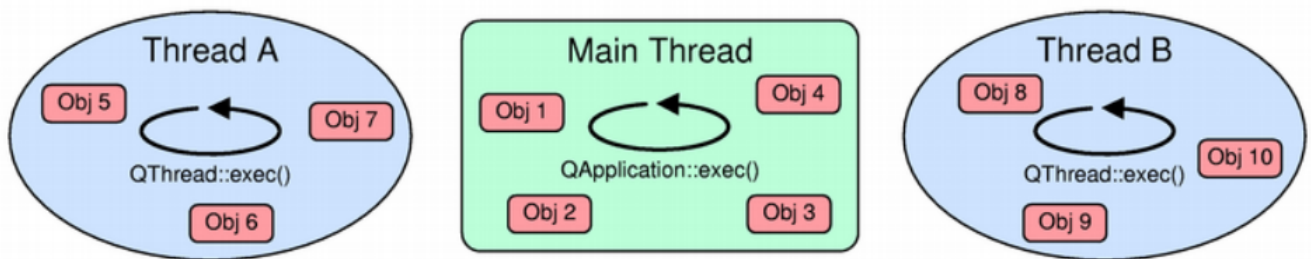 Thread A
Obj 5
Obj 7
QThread::exec()
Obj 6
Main Thread
Obj 4
Obj 1
QApplication::exec()
Obj 2
Obj 3
Thread B
Obj 8
Obj 10
QThread::exec()
Obj 9